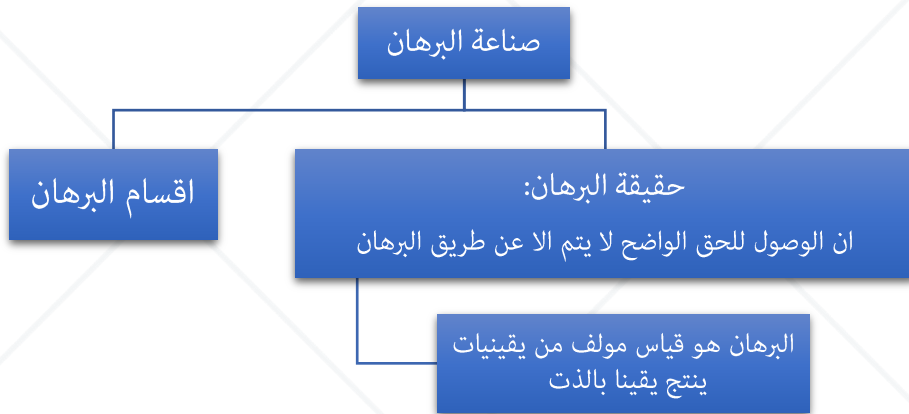 صناعة البرهان
حقيقة البرهان:
ان الوصول للحق الواضح لا يتم الا عن طريق البرهان
البرهان هو قياس مولف من يقينيات
ينتج يقينا بالذت
اقسام البرهان